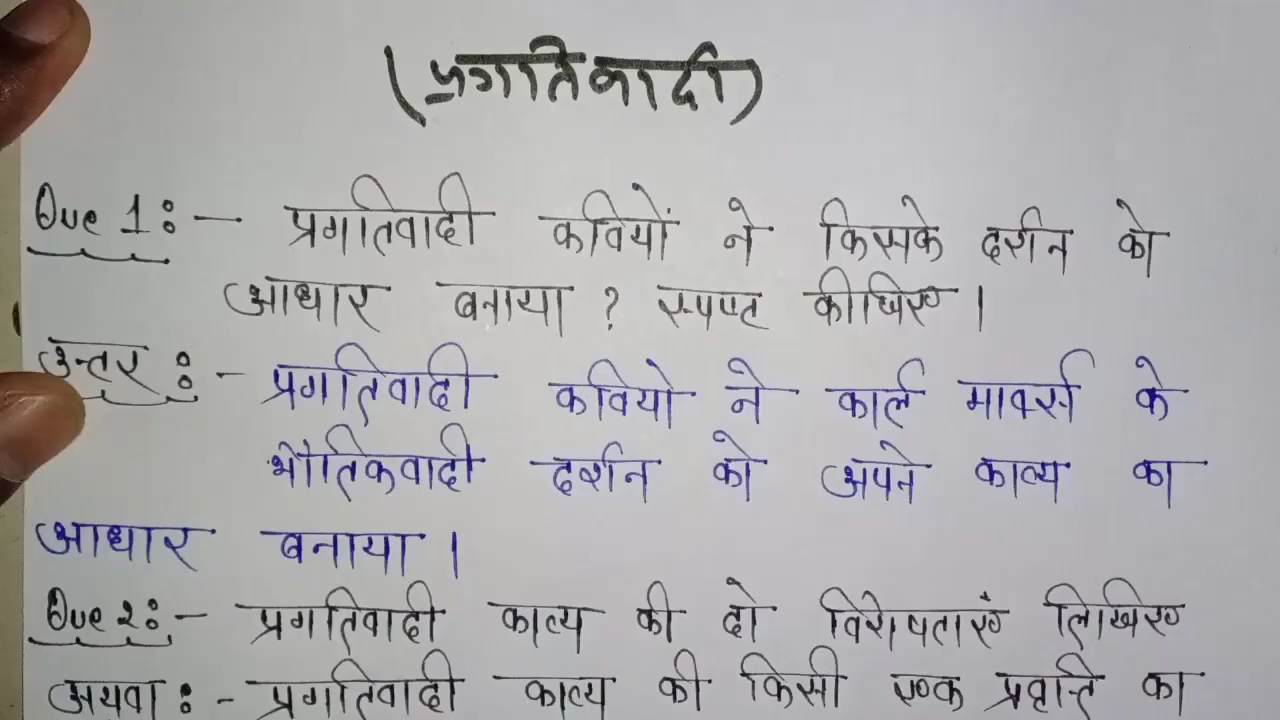 (प्रगतिवादी)
Que 1:- प्रगतिवादी कवियों ने किसके दर्शन को
आधार बनाया ? स्पष्ट कीजिए ।
उत्तर :- प्रगतिवादी कवियो ने कार्ल मार्क्स के
भौतिकवादी दर्शन को अपने काव्य का
आधार बनाया ।
Que 2:- प्रगतिवादी काव्य की दो विशेषताएं लिखिए
अथवा :- प्रगतिवादी काव्य की किसी एक प्रवृत्ति का